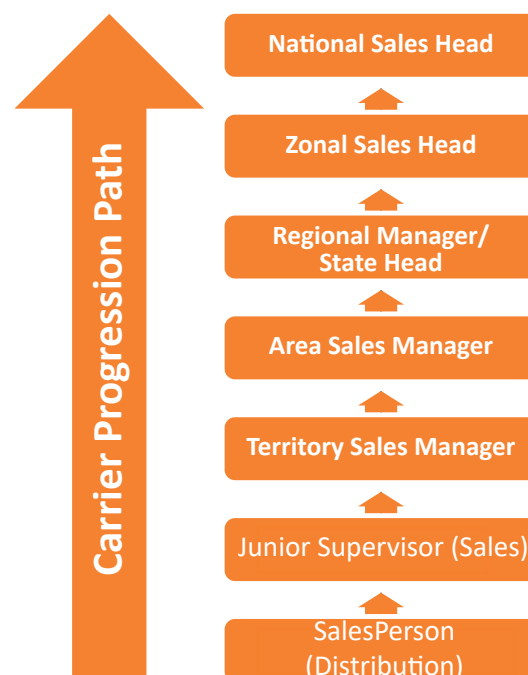 Carrier Progression Path
National Sales Head
Zonal Sales Head
Regional Manager/
State Head
Area Sales Manager
Territory Sales Manager
Junior Supervisor (Sales)
SalesPerson
(Distribution)